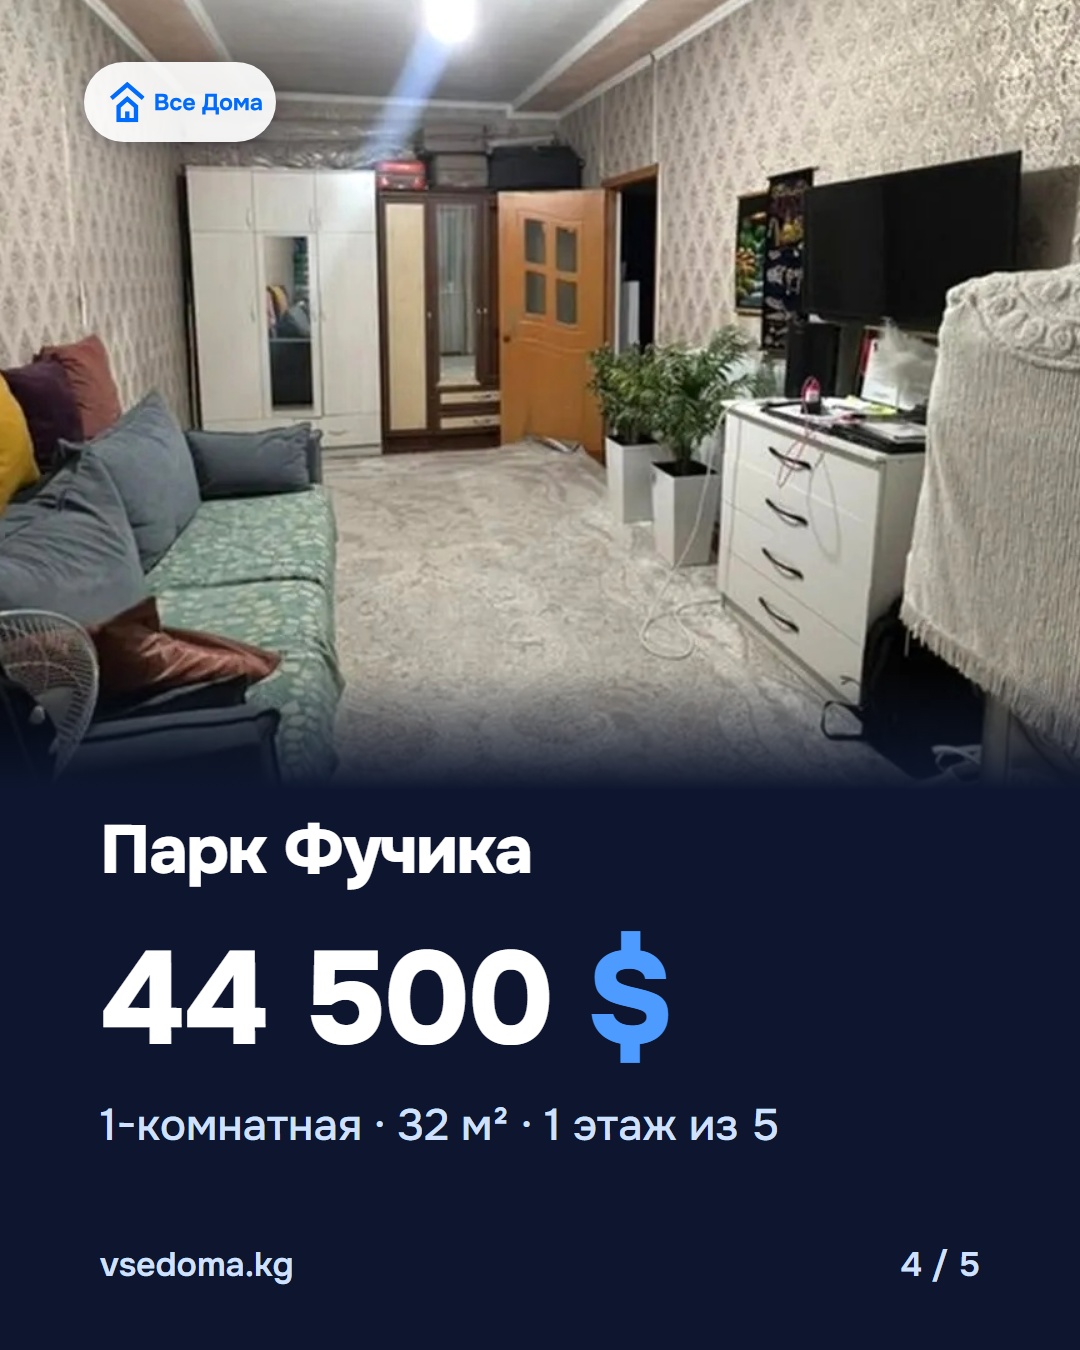 Все Дома
Парк Фучика
44 500 $
1-комнатная · 32 м² · 1 этаж из 5
vsedoma.kg
4 / 5